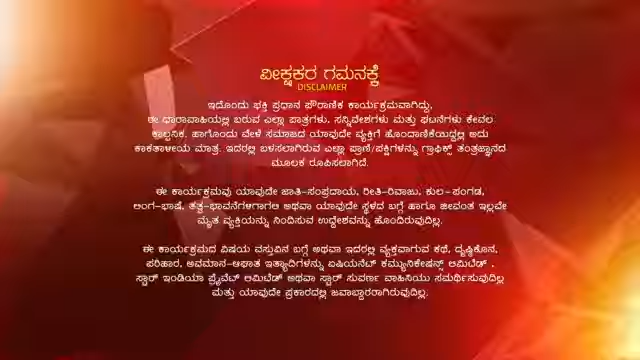 ವೀಕ್ಷಕರ ಗಮನಕ್ಕೆ
DISCLAIMER
ಇದೊಂದು ಭಕ್ತಿ ಪ್ರಧಾನ ಪೌರಾಣಿಕ ಕಾರ್ಯಕ್ರಮವಾಗಿದ್ದು,
ಈ ಧಾರಾವಾಹಿಯಲ್ಲಿ ಬರುವ ಎಲ್ಲಾ ಪಾತ್ರಗಳು, ಸನ್ನಿವೇಶಗಳು ಮತ್ತು ಘಟನೆಗಳು ಕೇವಲ
ಕಾಲ್ಪನಿಕ. ಹಾಗೊಂದು ವೇಳೆ ಸಮಾಜದ ಯಾವುದೇ ವ್ಯಕ್ತಿಗೆ ಹೊಂದಾಣಿಕೆಯಿದ್ದಲ್ಲಿ ಅದು
ಕಾಕತಾಳೀಯ ಮಾತ್ರ. ಇದರಲ್ಲಿ ಬಳಸಲಾಗಿರುವ ಎಲ್ಲಾ ಪ್ರಾಣಿ/ಪಕ್ಷಿಗಳನ್ನು ಗ್ರಾಫಿಕ್ಸ್ ತಂತ್ರಜ್ಞಾನದ
ಮೂಲಕ ರೂಪಿಸಲಾಗಿದೆ.
ಈ ಕಾರ್ಯಕ್ರಮವು ಯಾವುದೇ ಜಾತಿ-ಸಂಪ್ರದಾಯ, ರೀತಿ-ರಿವಾಜು, ಕುಲ-ಪಂಗಡ,
ಲಿಂಗ-ಭಾಷೆ, ತತ್ವ-ಭಾವನೆಗಳಿಗಾಗಲಿ ಅಥವಾ ಯಾವುದೇ ಸ್ಥಳದ ಬಗ್ಗೆ ಹಾಗೂ ಜೀವಂತ ಇಲ್ಲವೇ
ಮೃತ ವ್ಯಕ್ತಿಯನ್ನು ನಿಂದಿಸುವ ಉದ್ದೇಶವನ್ನು ಹೊಂದಿರುವುದಿಲ್ಲ.
ಈ ಕಾರ್ಯಕ್ರಮದ ವಿಷಯ ವಸ್ತುವಿನ ಬಗ್ಗೆ ಅಥವಾ ಇದರಲ್ಲಿ ವ್ಯಕ್ತವಾಗುವ ಕಥೆ, ದೃಷ್ಠಿಕೋನ,
ಪರಿಹಾರ, ಅವಮಾನ-ಆಘಾತ ಇತ್ಯಾದಿಗಳನ್ನು ಏಷಿಯನೆಟ್ ಕಮ್ಯುನಿಕೇಷನ್ಸ್ ಲಿಮಿಟೆಡ್ -
ಸ್ಟಾರ್ ಇಂಡಿಯಾ ಪ್ರೈವೆಟ್ ಲಿಮಿಟೆಡ್ ಅಥವಾ ಸ್ಟಾರ್ ಸುವರ್ಣ ವಾಹಿನಿಯು ಸಮರ್ಥಿಸುವುದಿಲ್ಲ
ಮತ್ತು ಯಾವುದೇ ಪ್ರಕಾರದಲ್ಲಿ ಜವಾಬ್ದಾರರಾಗಿರುವುದಿಲ್ಲ.